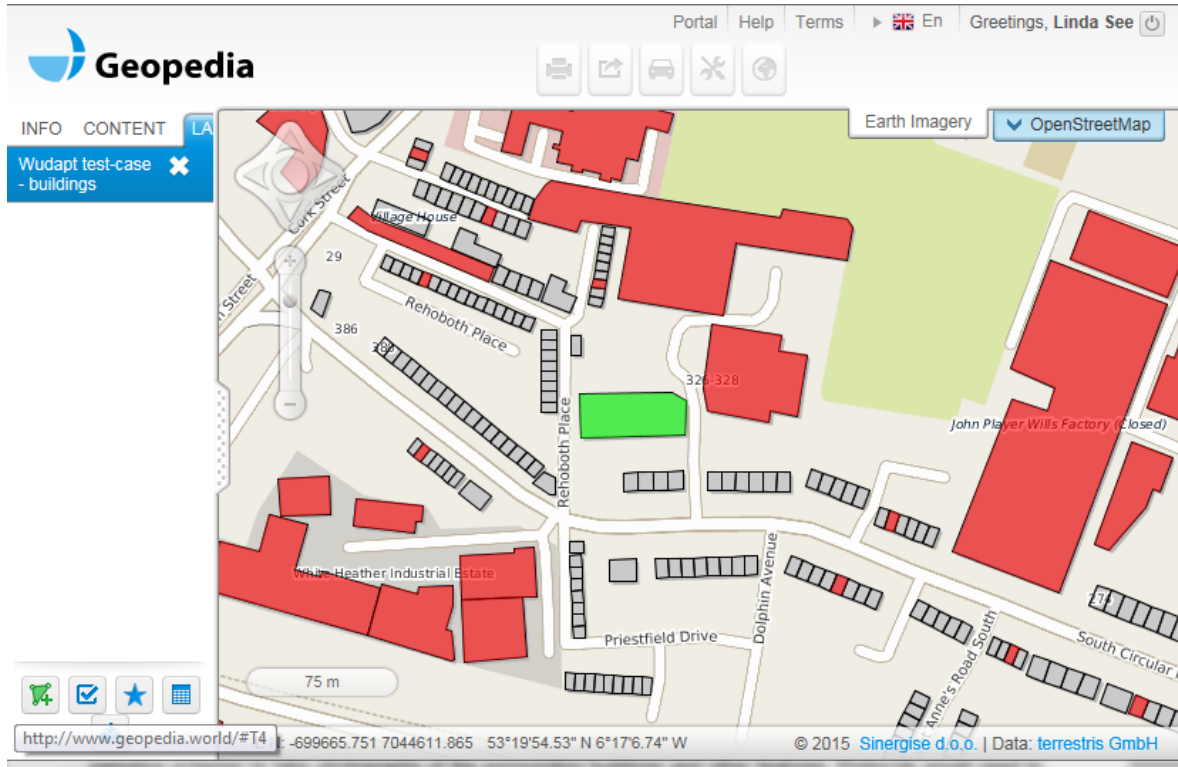 Portal Help Terms En Greetings, Linda See
Geopedia
INFO CONTENT LA
Earth Imagery OpenStreetMap
Wudapt test-case
- buildings
Cork Street
Village House
29
Street
Rehoboth Place
386
326-328
John Player Wills Factory (Closed)
Rehoboth Place
White Heather Industrial Estate
Dolphin Avenue
Priestfield Drive
Anne's Road South
South Circular
75 m
http://www.geopedia.world/#T4
-699665.751 7044611.865 53°19'54.53" N 6°17'6.74" W
© 2015 Sinergise d.o.o. | Data: terrestris GmbH